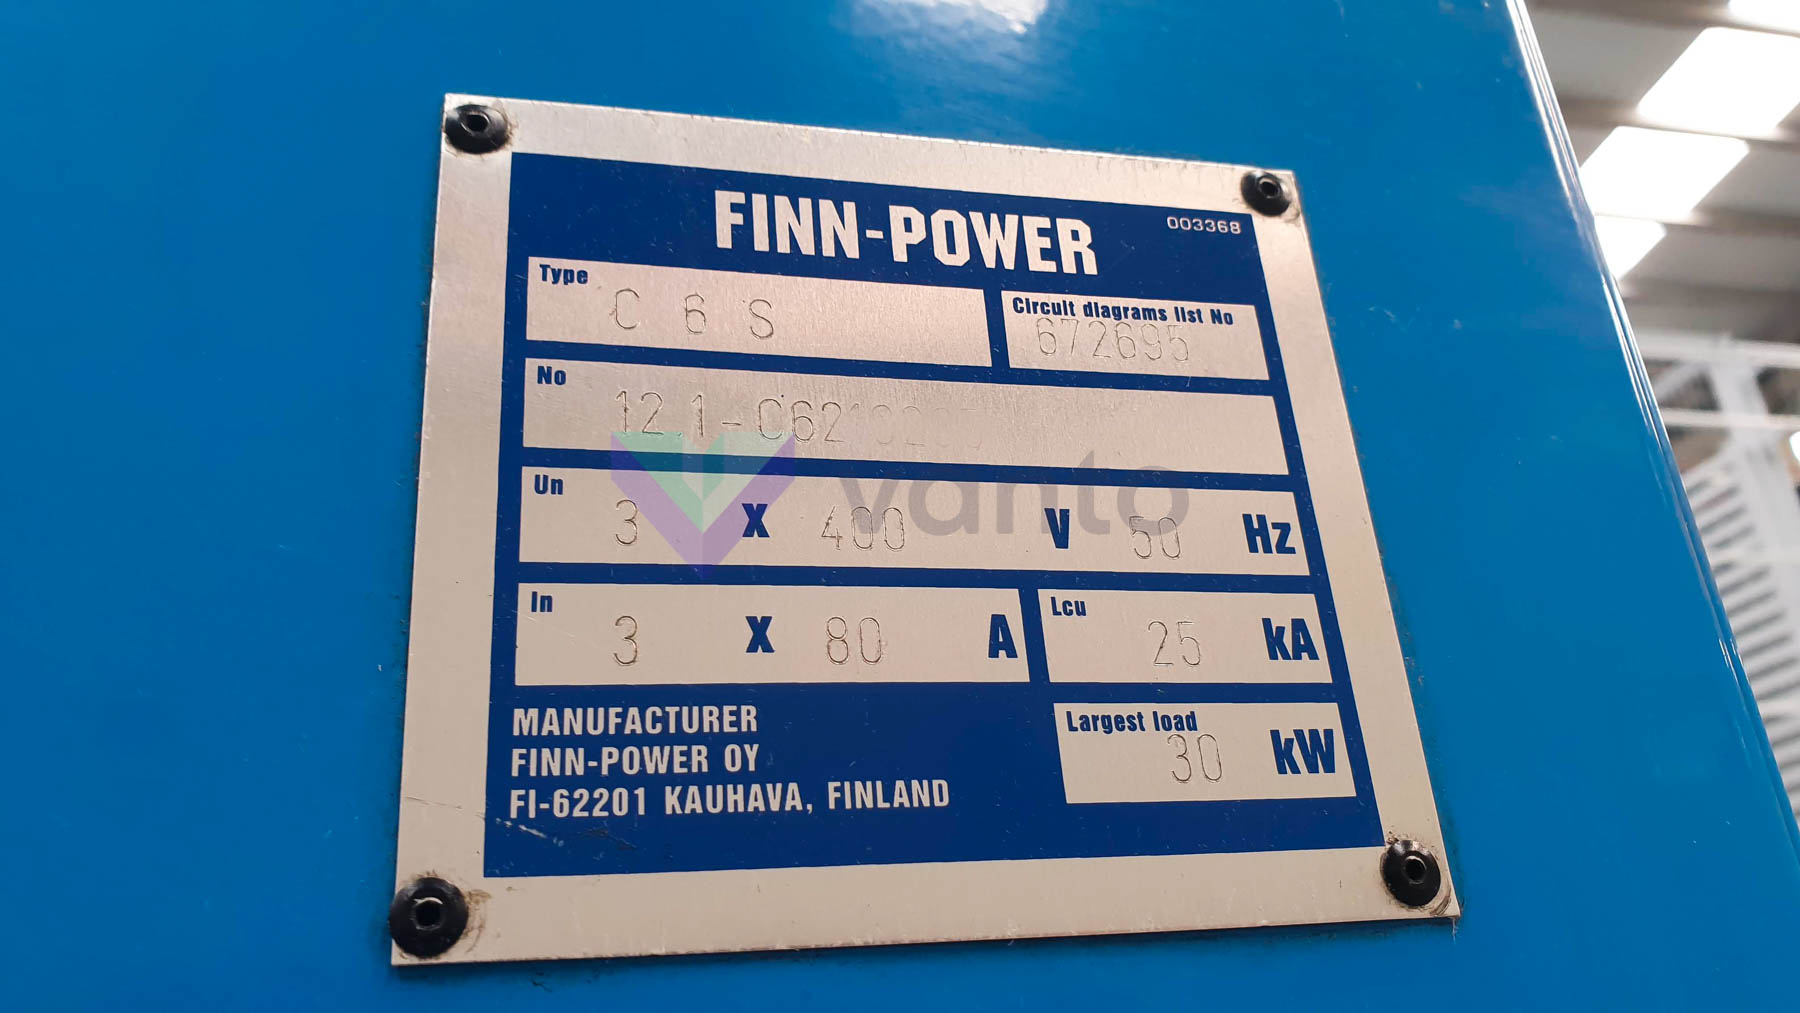 FINN-POWER
003368
Type
C 6 S
Circuit diagrams list No
672695
No
Un
3 X 400 V 50 Hz
vanto
In
3 X 80 A
Lcu
25 kA
MANUFACTURER
FINN-POWER OY
FI-62201 KAUHAVA, FINLAND
Largest load
30 kW